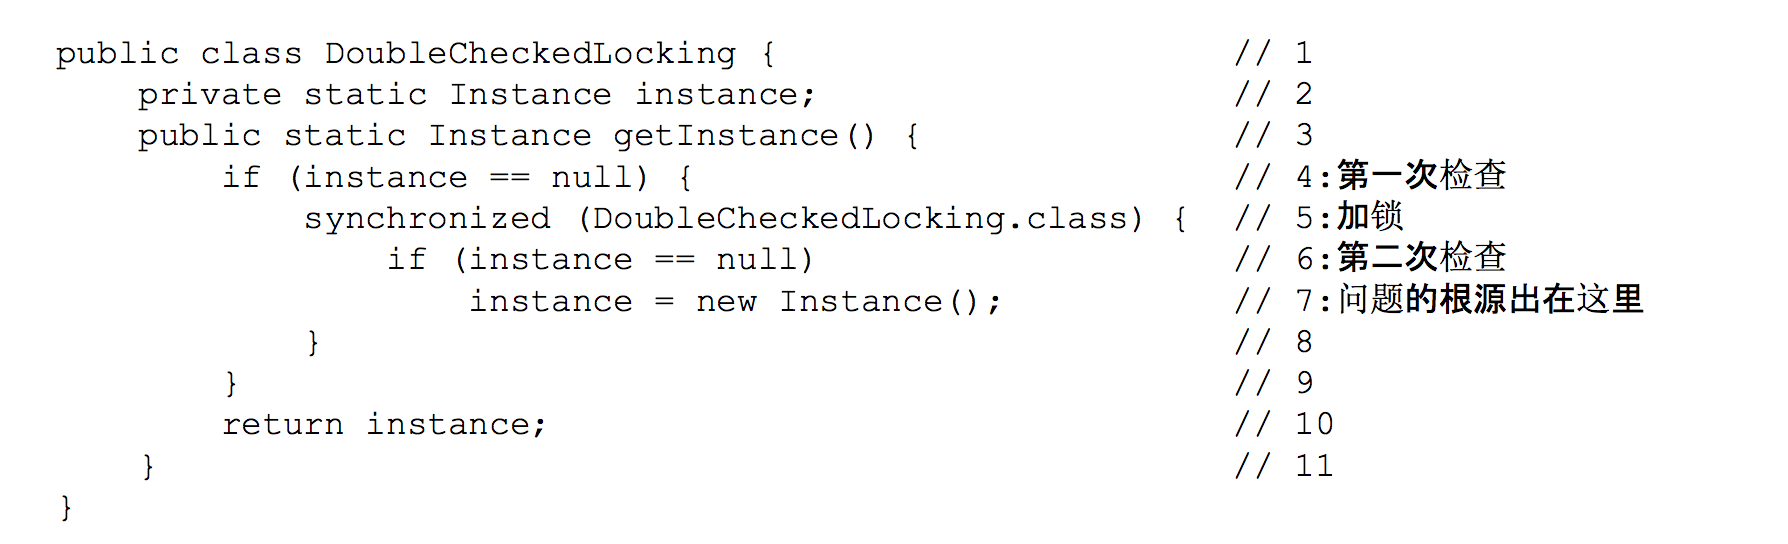 public class DoubleCheckedLocking { // 1
    private static Instance instance; // 2
    public static Instance getInstance() { // 3
        if (instance == null) { // 4:第一次检查
            synchronized (DoubleCheckedLocking.class) { // 5:加锁
                if (instance == null) // 6:第二次检查
                    instance = new Instance(); // 7:问题的根源出在这里
            } // 8
        } // 9
        return instance; // 10
    } // 11
}